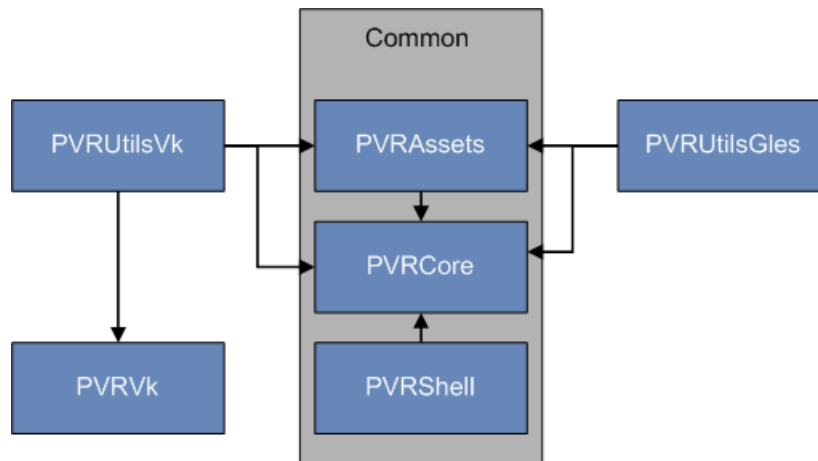 Common
PVRUtilsVk
PVRAssets
PVRUtilsGles
PVRCore
PVRVk
PVRShell